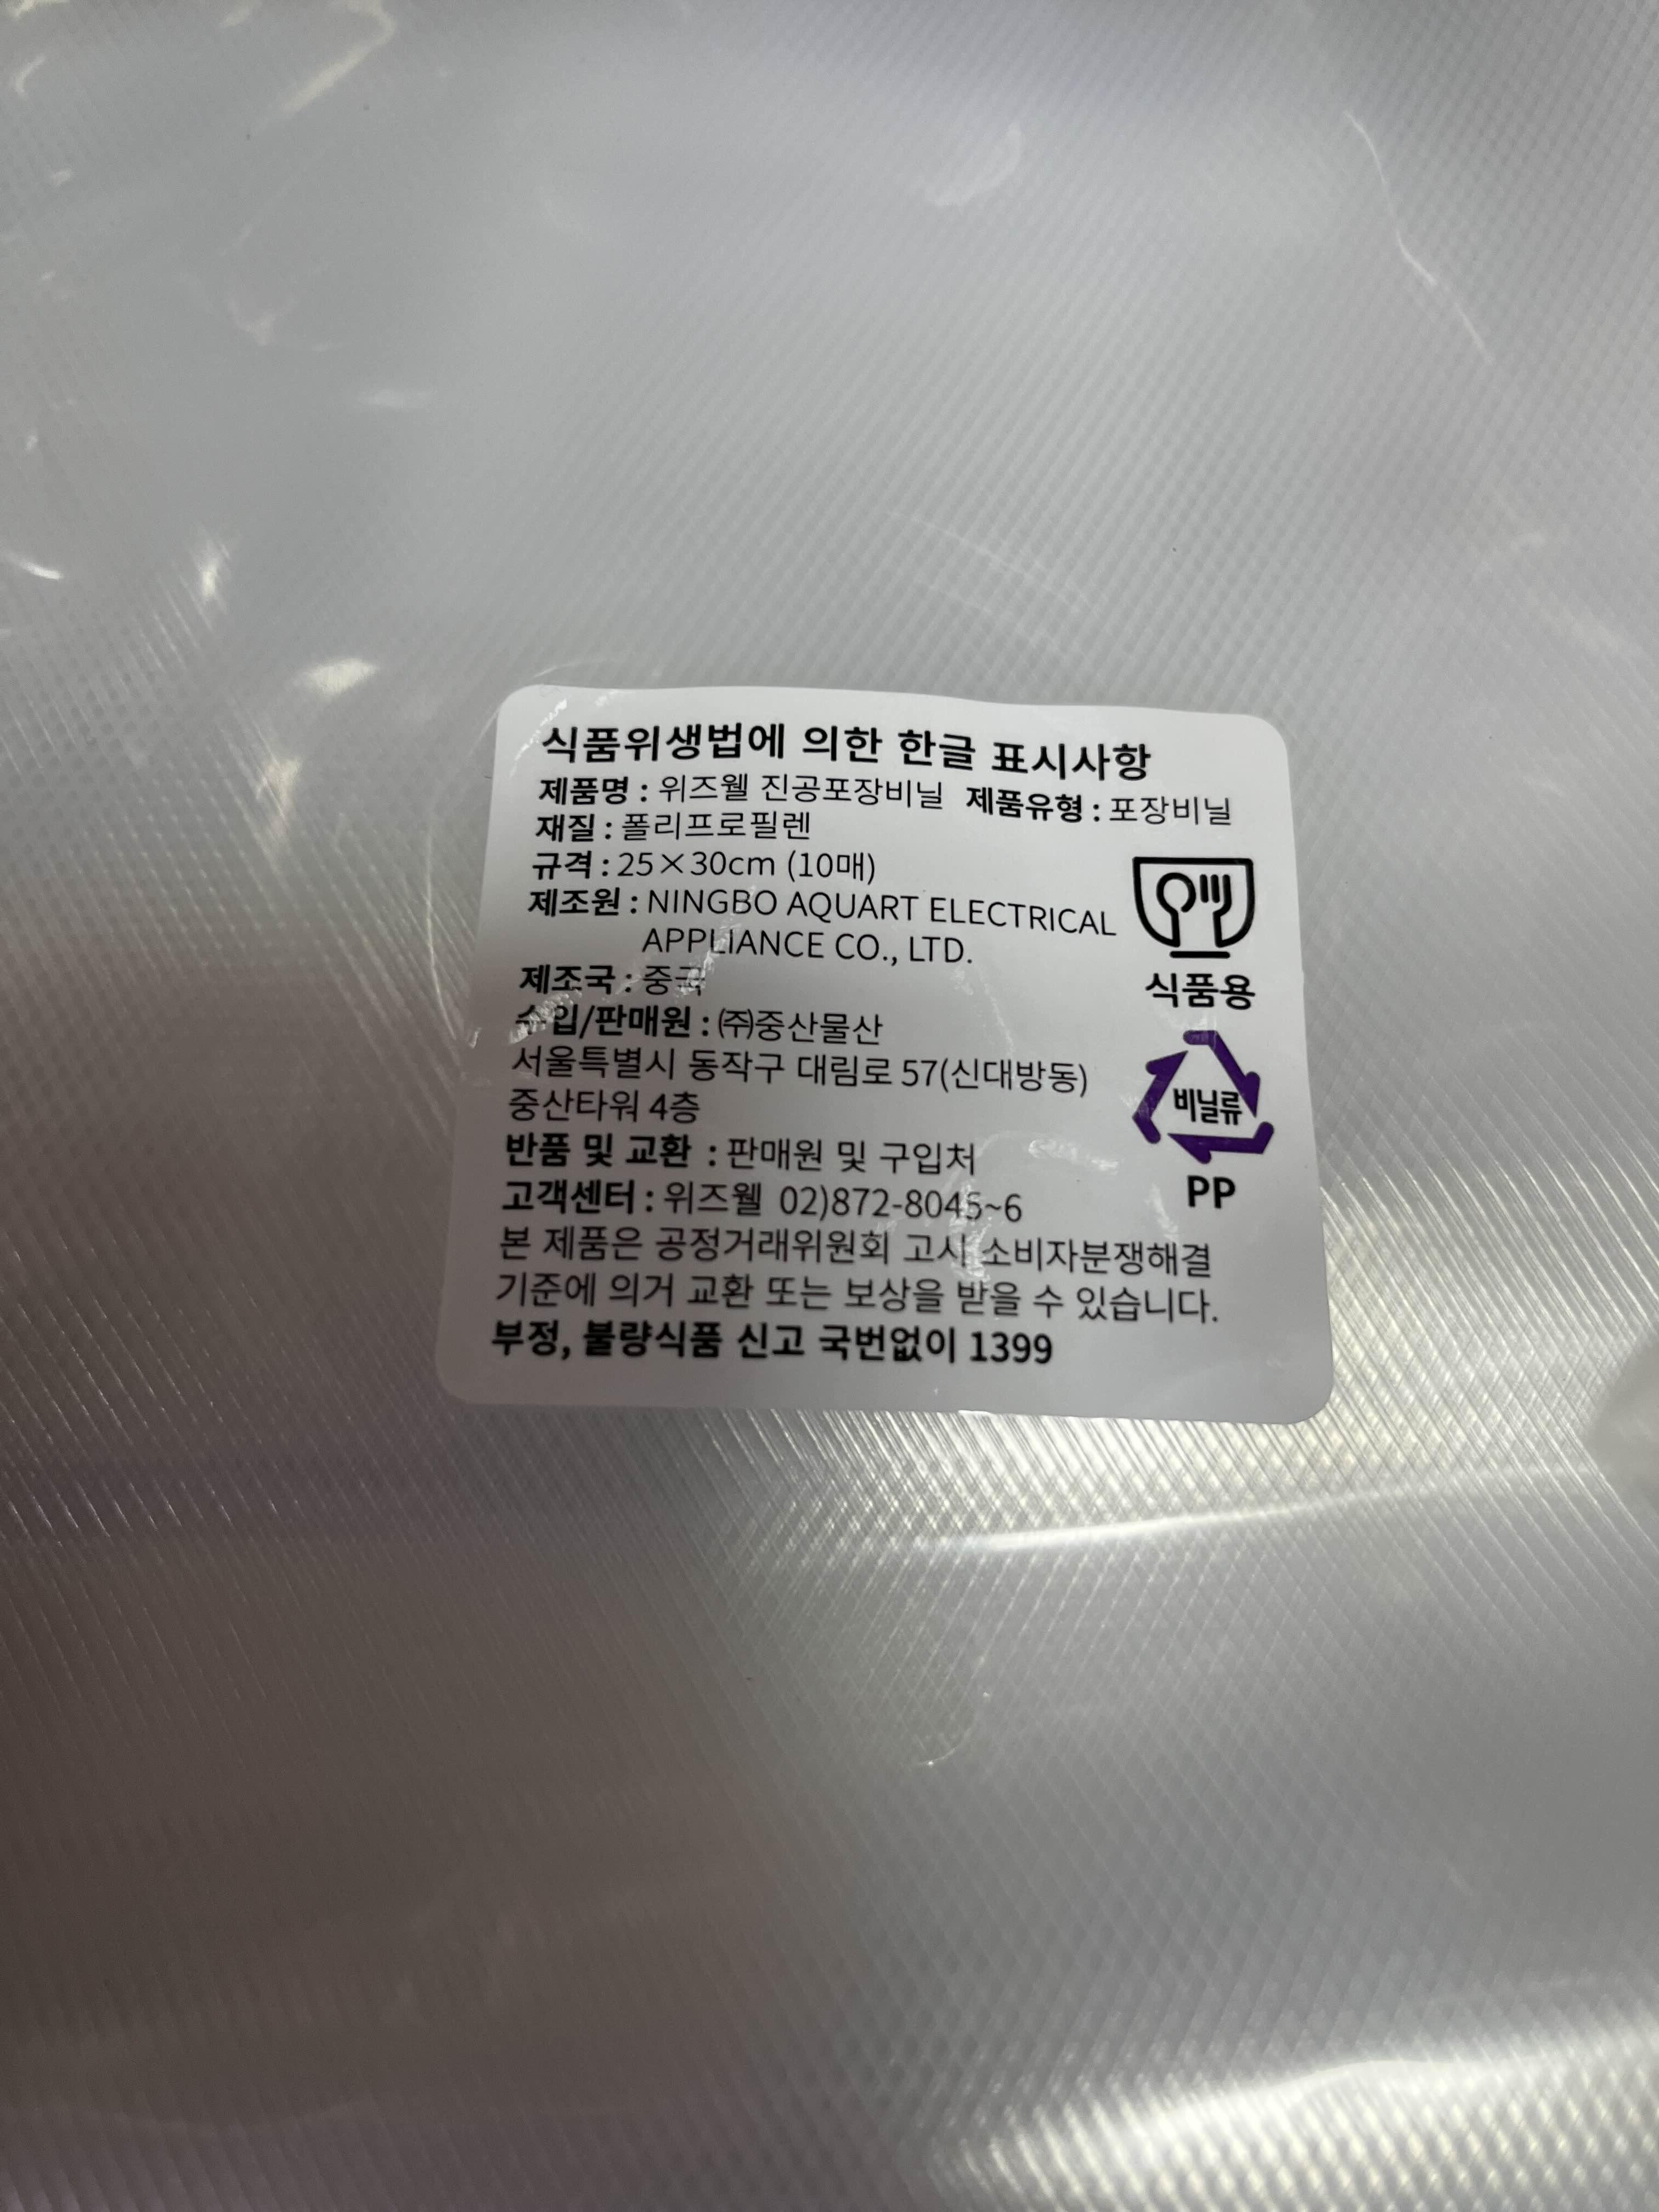 식품위생법에 의한 한글 표시사항
제품명 : 위즈웰 진공포장비닐 제품유형 : 포장비닐
재질 : 폴리프로필렌
규격 : 25×30cm (10매)
제조원 : NINGBO AQUART ELECTRICAL
APPLIANCE CO., LTD.
제조국 : 중국
수입/판매원 : ㈜중산물산
서울특별시 동작구 대림로 57(신대방동)
중산타워 4층
반품 및 교환 : 판매원 및 구입처
고객센터 : 위즈웰 02)872-8045~6
본 제품은 공정거래위원회 고시 소비자분쟁해결
기준에 의거 교환 또는 보상을 받을 수 있습니다.
부정, 불량식품 신고 국번없이 1399
식품용
비닐류
PP